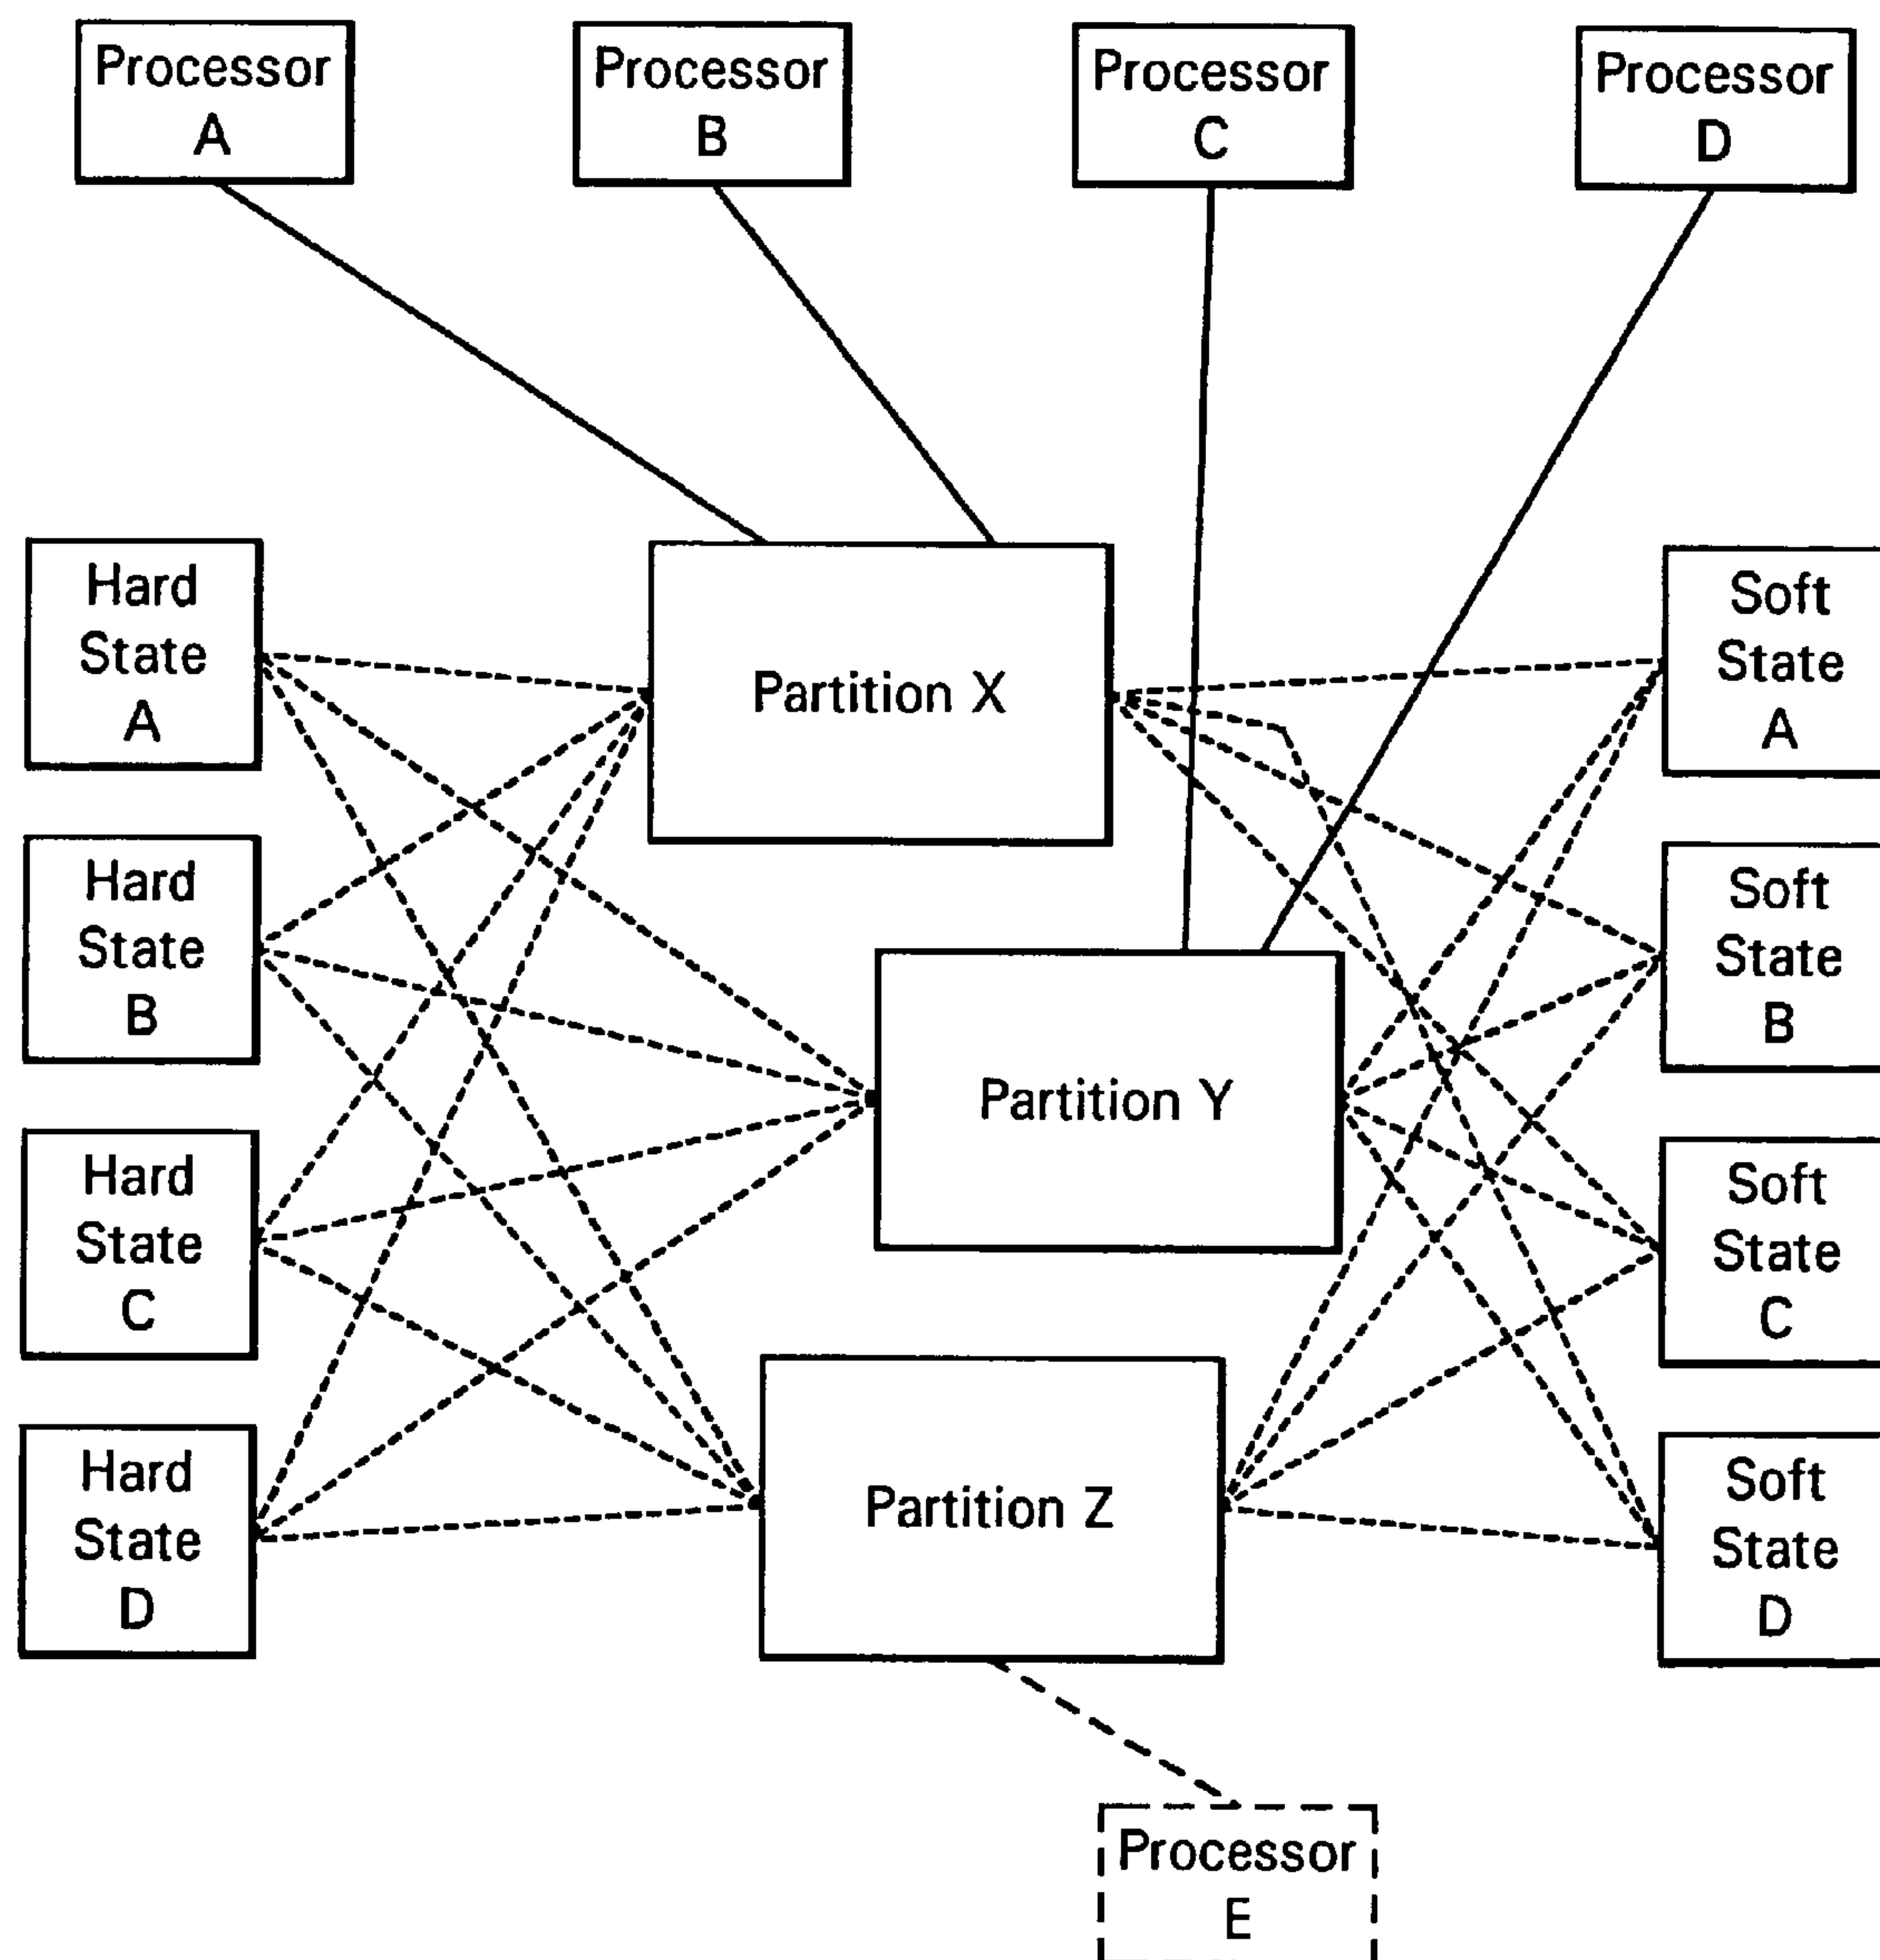 Processor
A
Processor
B
Processor
C
Processor
D
Hard
State
A
Partition X
Soft
State
A
Hard
State
B
Soft
State
B
Partition Y
Hard
State
C
Soft
State
C
Hard
State
D
Partition Z
Soft
State
D
Processor
E